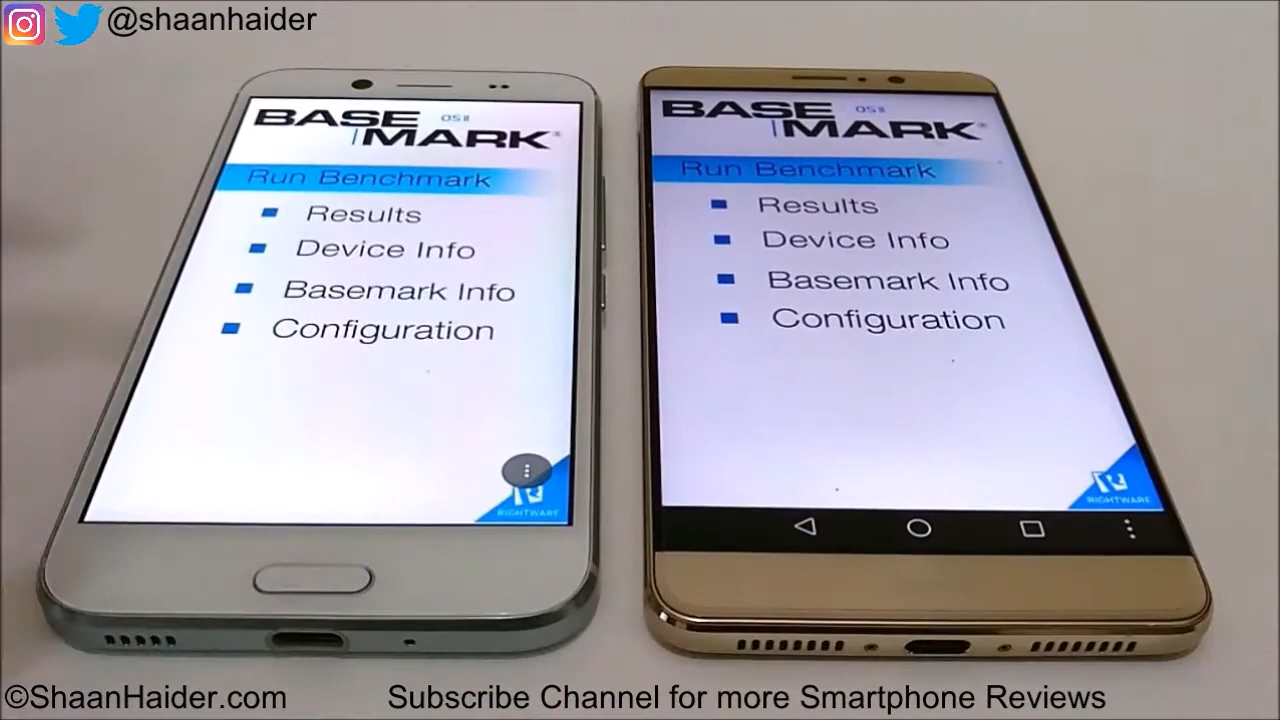 @shaanhaider
BASE OS II
MARK®
Run Benchmark
Results
Device Info
Basemark Info
Configuration
RIGHTWARE
BASE OS II
MARK®
Run Benchmark
Results
Device Info
Basemark Info
Configuration
RIGHTWARE
©ShaanHaider.com Subscribe Channel for more Smartphone Reviews